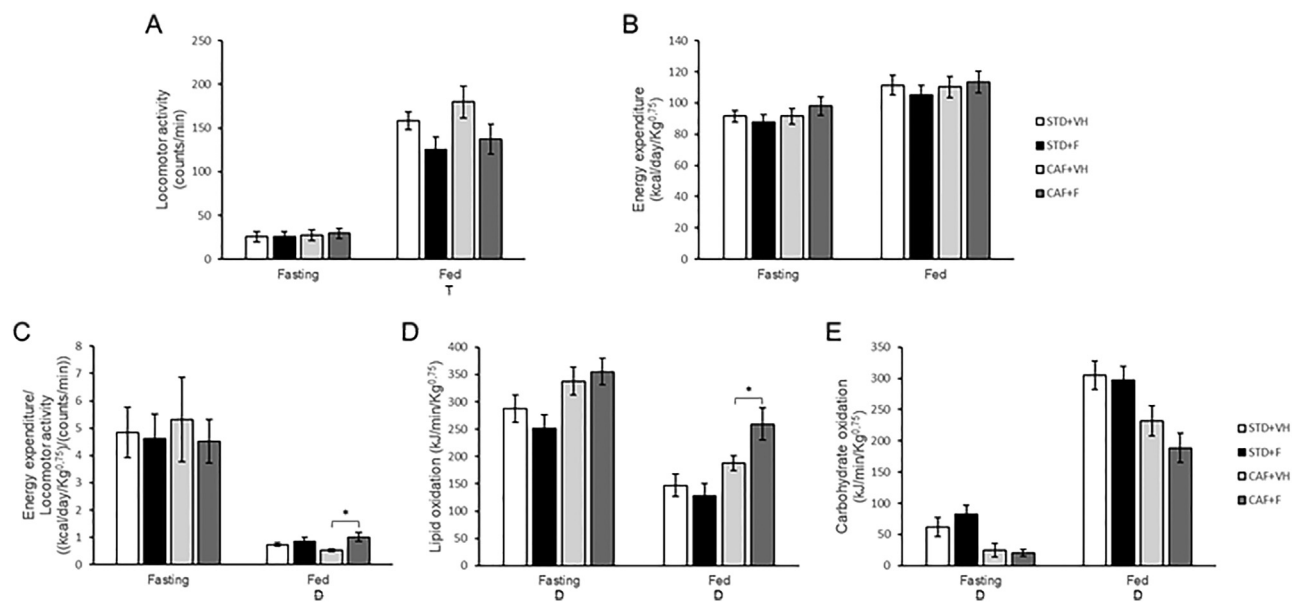 A
Locomotor activity
(counts/min)
250
200
150
100
50
0
Fasting
Fed
T
B
Energy expenditure
(kcal/day/Kg0,75)
140
120
100
80
60
40
20
0
Fasting
Fed
STD+VH
STD+F
CAF+VH
CAF+F
C
Energy expenditure/
Locomotor activity
((kcal/day/Kg0,75)/(counts/min))
8
7
6
5
4
3
2
1
0
*
Fasting
Fed
D
D
Lipid oxidation (kJ/min/Kg0,75)
400
350
300
250
200
150
100
50
0
*
Fasting
D
Fed
D
E
Carbohydrate oxidation
(kJ/min/Kg0,75)
350
300
250
200
150
100
50
0
Fasting
D
Fed
D
STD+VH
STD+F
CAF+VH
CAF+F